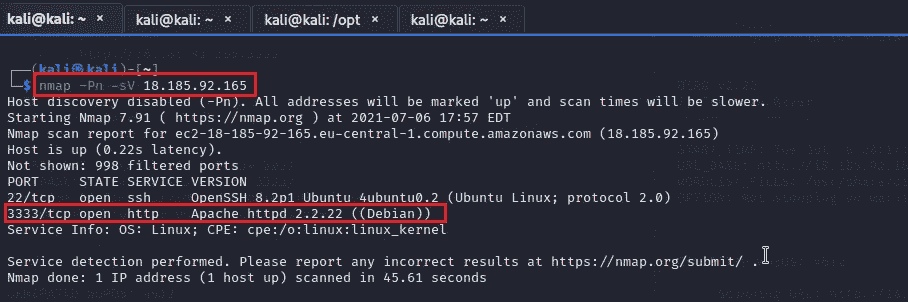 kali@kali: ~ × kali@kali: ~ × kali@kali: /opt × kali@kali: ~ ×
(kali㉿kali)-[~]
$ nmap -Pn -sV 18.185.92.165
Host discovery disabled (-Pn). All addresses will be marked 'up' and scan times will be slower.
Starting Nmap 7.91 ( https://nmap.org ) at 2021-07-06 17:57 EDT
Nmap scan report for ec2-18-185-92-165.eu-central-1.compute.amazonaws.com (18.185.92.165)
Host is up (0.22s latency).
Not shown: 998 filtered ports
PORT     STATE SERVICE VERSION
22/tcp   open  ssh     OpenSSH 8.2p1 Ubuntu 4ubuntu0.2 (Ubuntu Linux; protocol 2.0)
3333/tcp open  http    Apache httpd 2.2.22 ((Debian))
Service Info: OS: Linux; CPE: cpe:/o:linux:linux_kernel
Service detection performed. Please report any incorrect results at https://nmap.org/submit/ .
Nmap done: 1 IP address (1 host up) scanned in 45.61 seconds